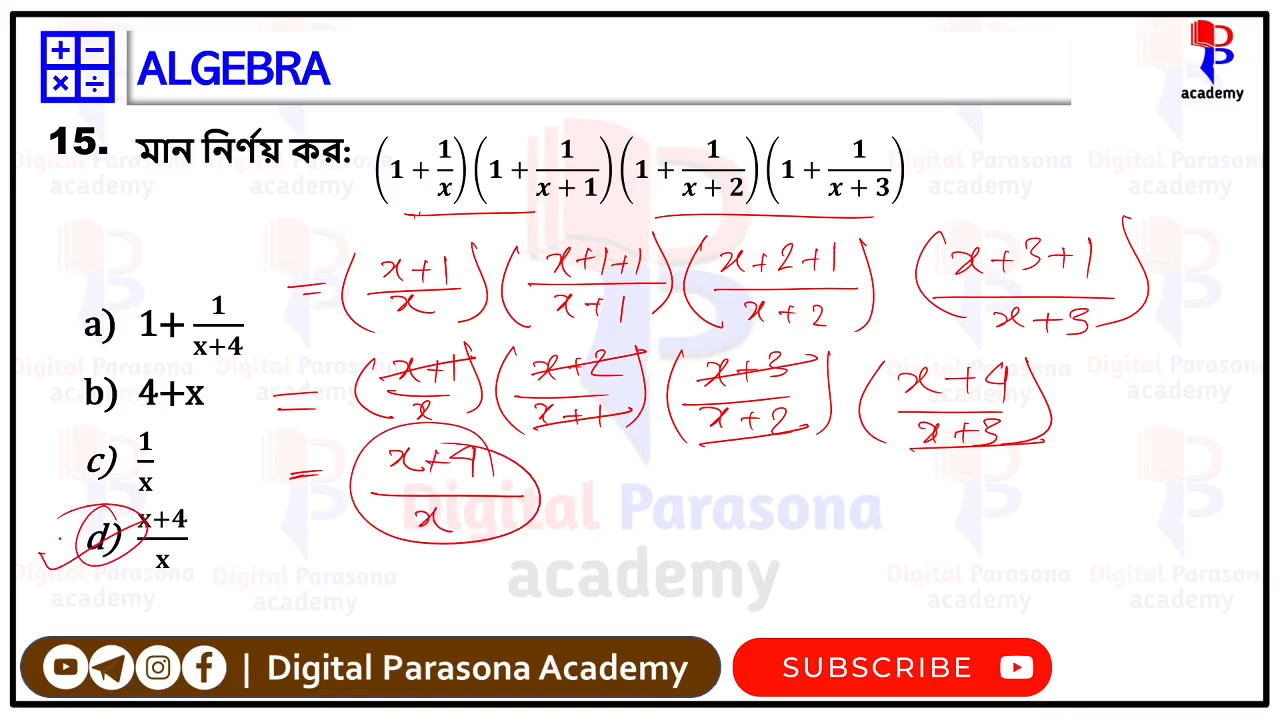 ALGEBRA
academy
15. मान निर्णय कर: (1 + 1/x)(1 + 1/(x + 1))(1 + 1/(x + 2))(1 + 1/(x + 3))
= ((x+1)/x) ((x+1+1)/(x+1)) ((x+2+1)/(x+2)) ((x+3+1)/(x+3))
a) 1+ 1/(x+4)
= ((x+1)/x) ((x+2)/(x+1)) ((x+3)/(x+2)) ((x+4)/(x+3))
b) 4+x
c) 1/x
= (x+4)/x
d) (x+4)/x
Digital Parasona
academy
| Digital Parasona Academy
SUBSCRIBE